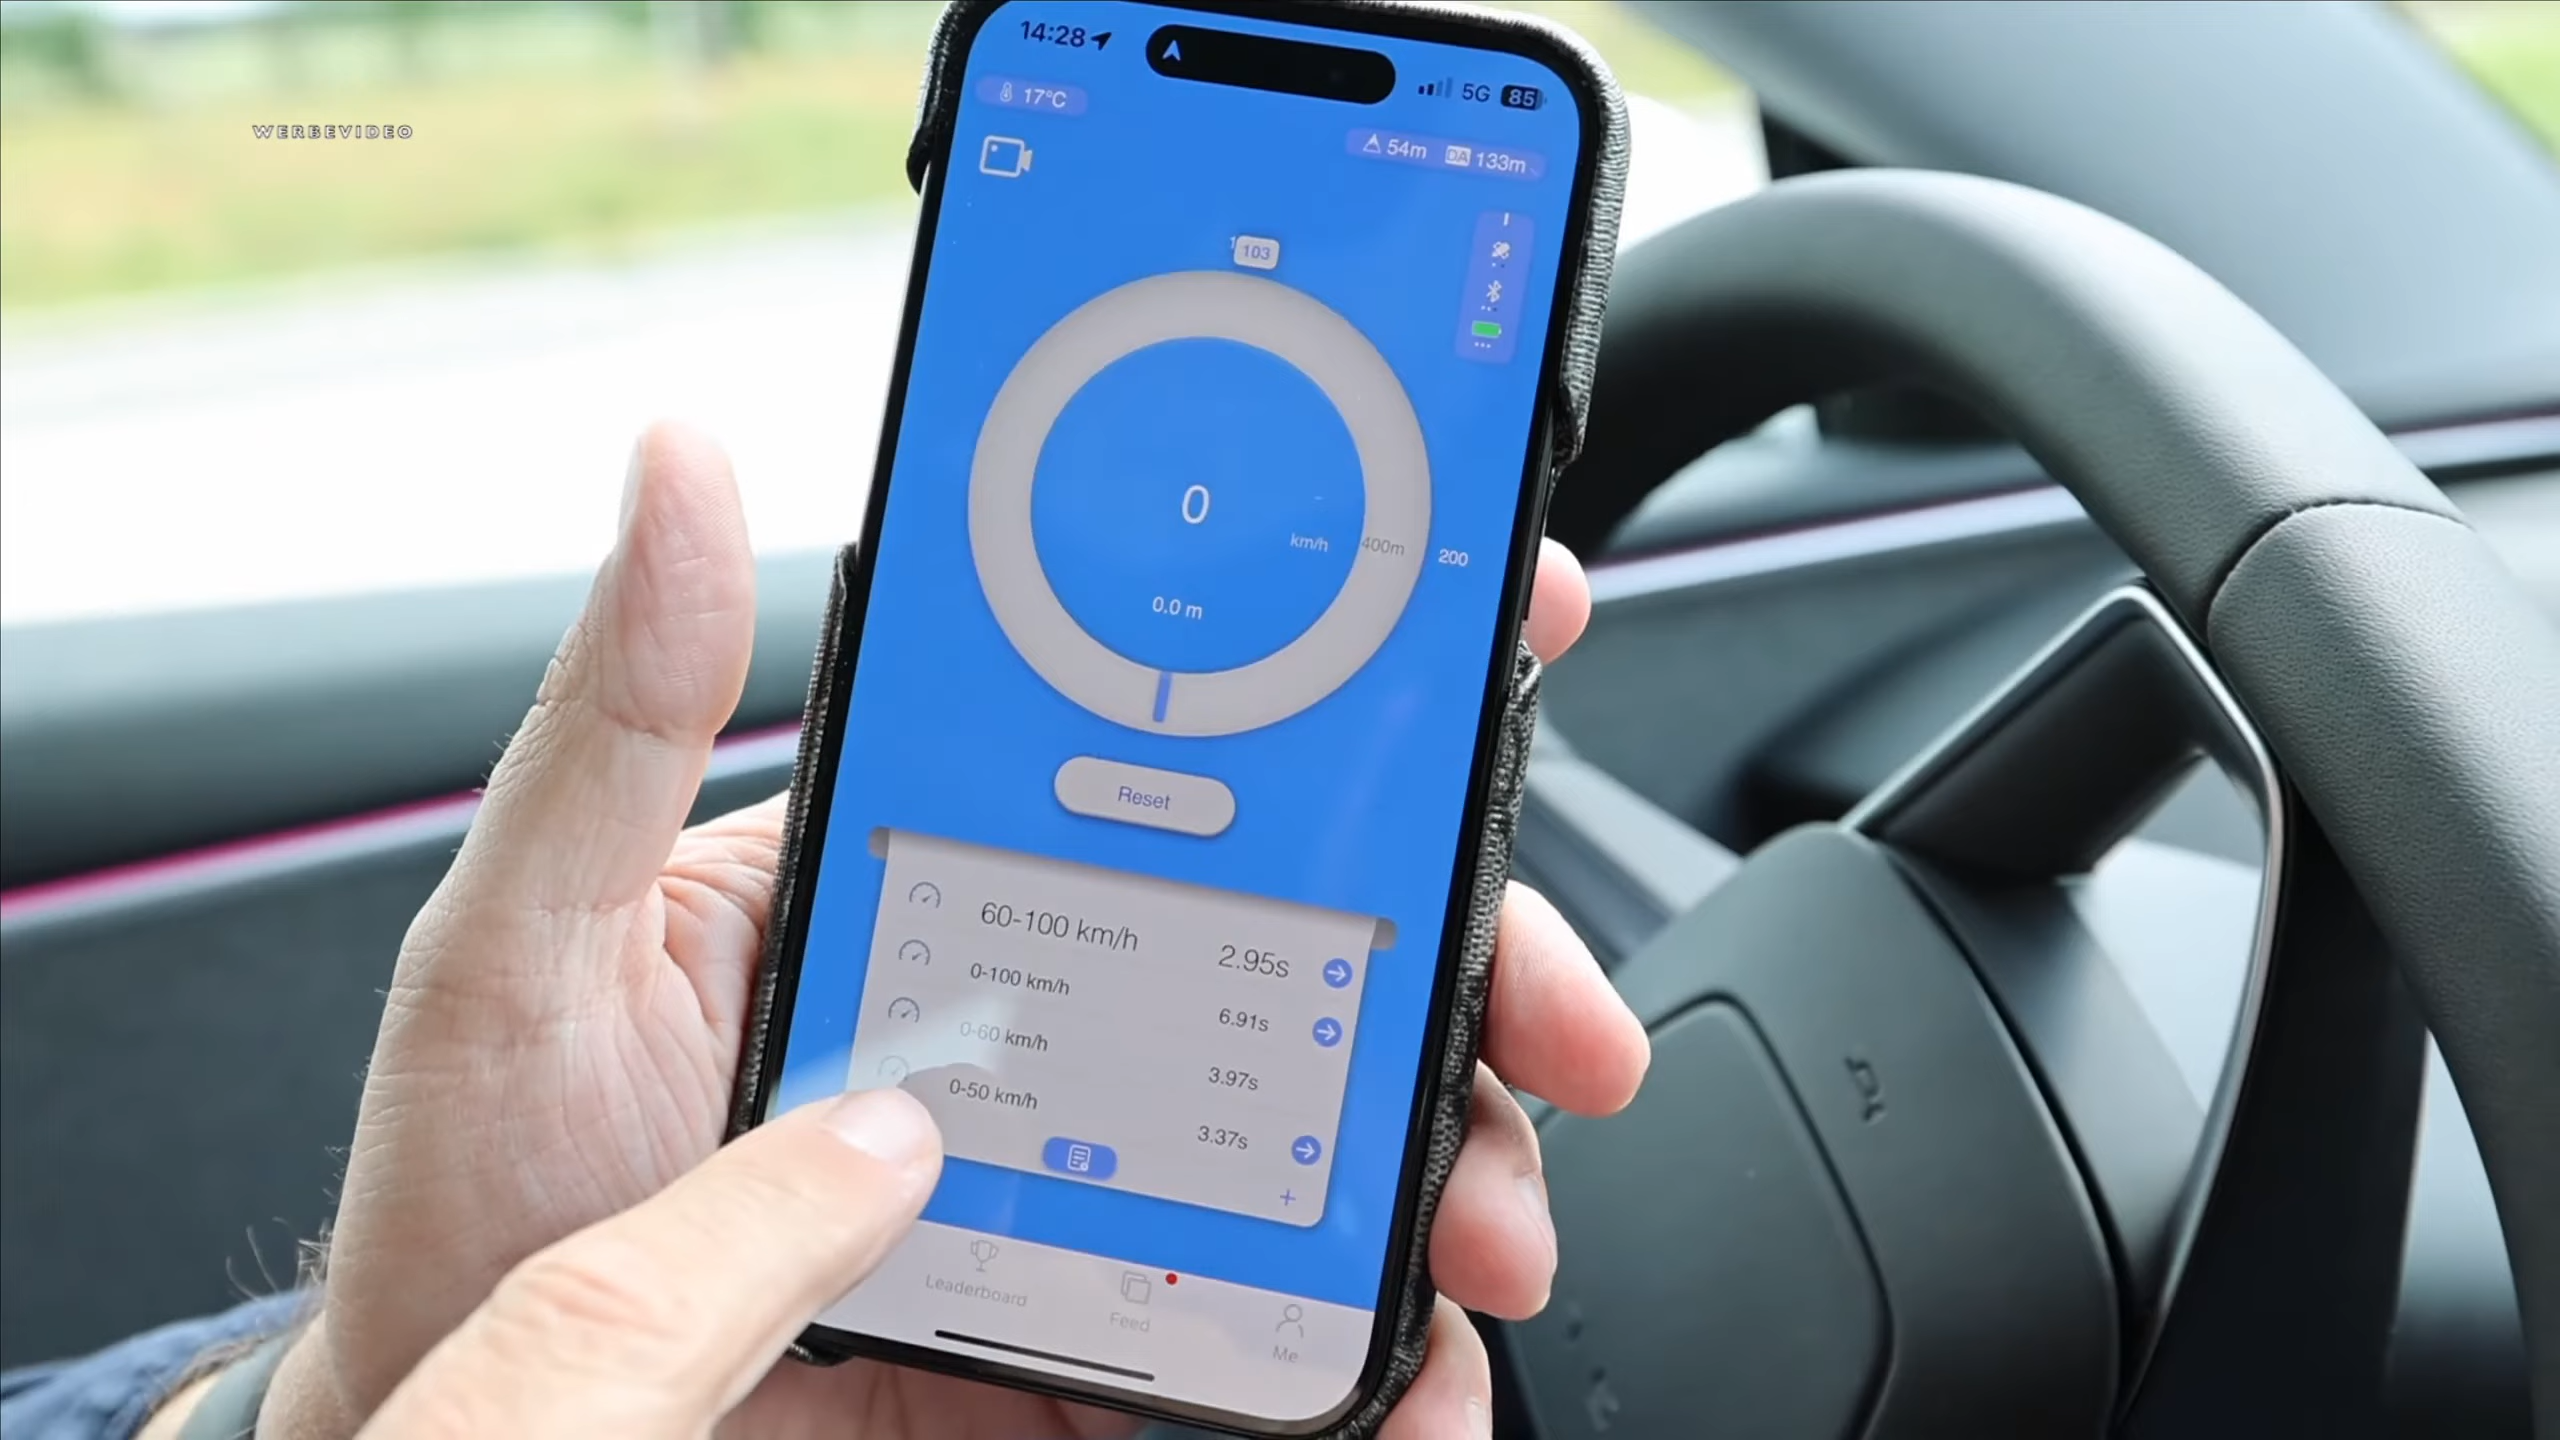 14:28
5G 85
17°C
WERBEVIDEO
54m DA 133m
103
0
km/h
400m
200
0.0 m
Reset
60-100 km/h 2.95s
0-100 km/h 6.91s
0-60 km/h 3.97s
0-50 km/h 3.37s
+
Leaderboard
Feed
Me